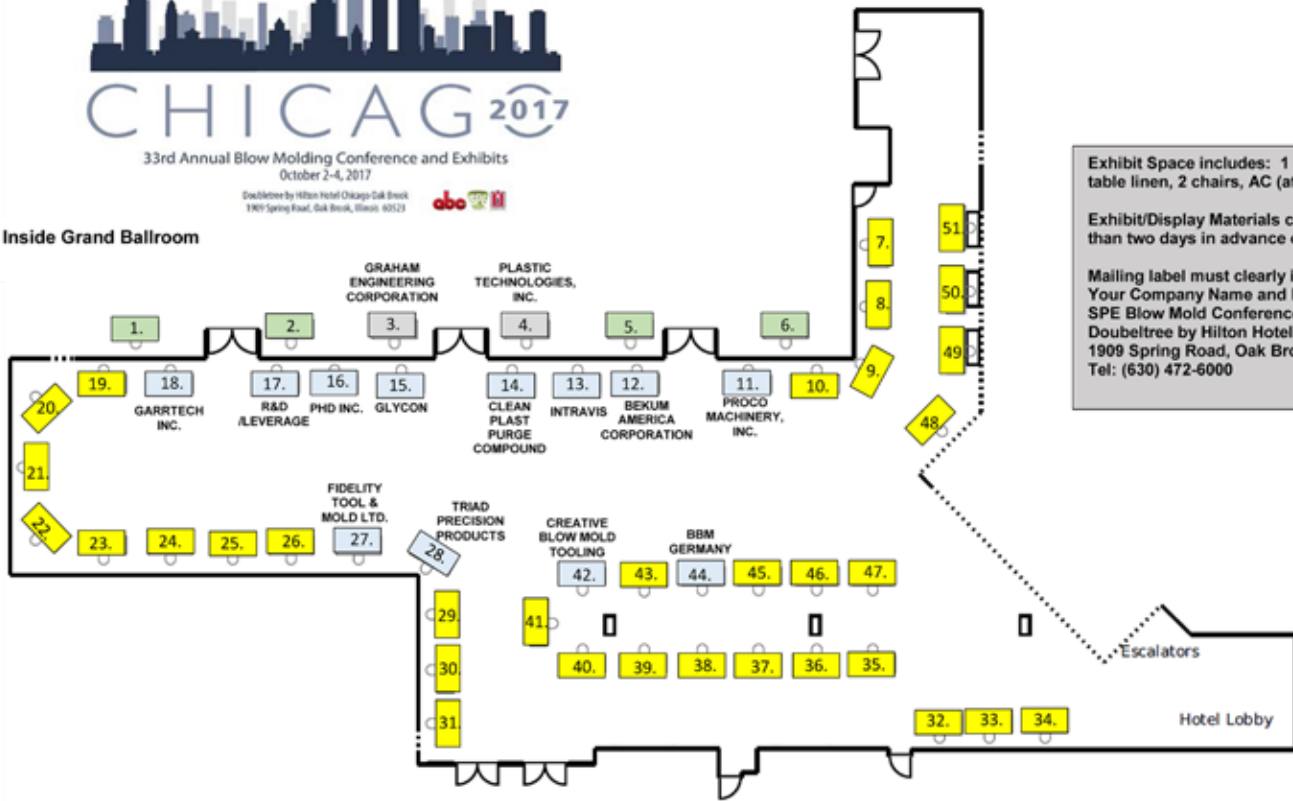 CHICAGO 2017
33rd Annual Blow Molding Conference and Exhibits
October 2-4, 2017
Doubletree by Hilton Hotel Chicago Oak Brook
1909 Spring Road, Oak Brook, Illinois 60523
abc
Inside Grand Ballroom
Exhibit Space includes: 1
table linen, 2 chairs, AC (a
Exhibit/Display Materials c
than two days in advance
Mailing label must clearly i
Your Company Name and
SPE Blow Mold Conference
Doubeltree by Hilton Hotel
1909 Spring Road, Oak Bro
Tel: (630) 472-6000
GRAHAM
ENGINEERING
CORPORATION
PLASTIC
TECHNOLOGIES,
INC.
1.
2.
3.
4.
5.
6.
7.
8.
9.
51.
50.
49
48.
20.
19.
18.
17.
16.
15.
14.
13.
12.
11.
10.
GARRTECH
INC.
R&D
/LEVERAGE
PHD INC.
GLYCON
CLEAN
PLAST
PURGE
COMPOUND
INTRAVIS
BEKUM
AMERICA
CORPORATION
PROCO
MACHINERY,
INC.
21.
22.
23.
24.
25.
26.
FIDELITY
TOOL &
MOLD LTD.
27.
TRIAD
PRECISION
PRODUCTS
28.
CREATIVE
BLOW MOLD
TOOLING
42.
43.
BBM
GERMANY
44.
45.
46.
47.
29.
30.
31.
41.
40.
39.
38.
37.
36.
35.
32.
33.
34.
Escalators
Hotel Lobby